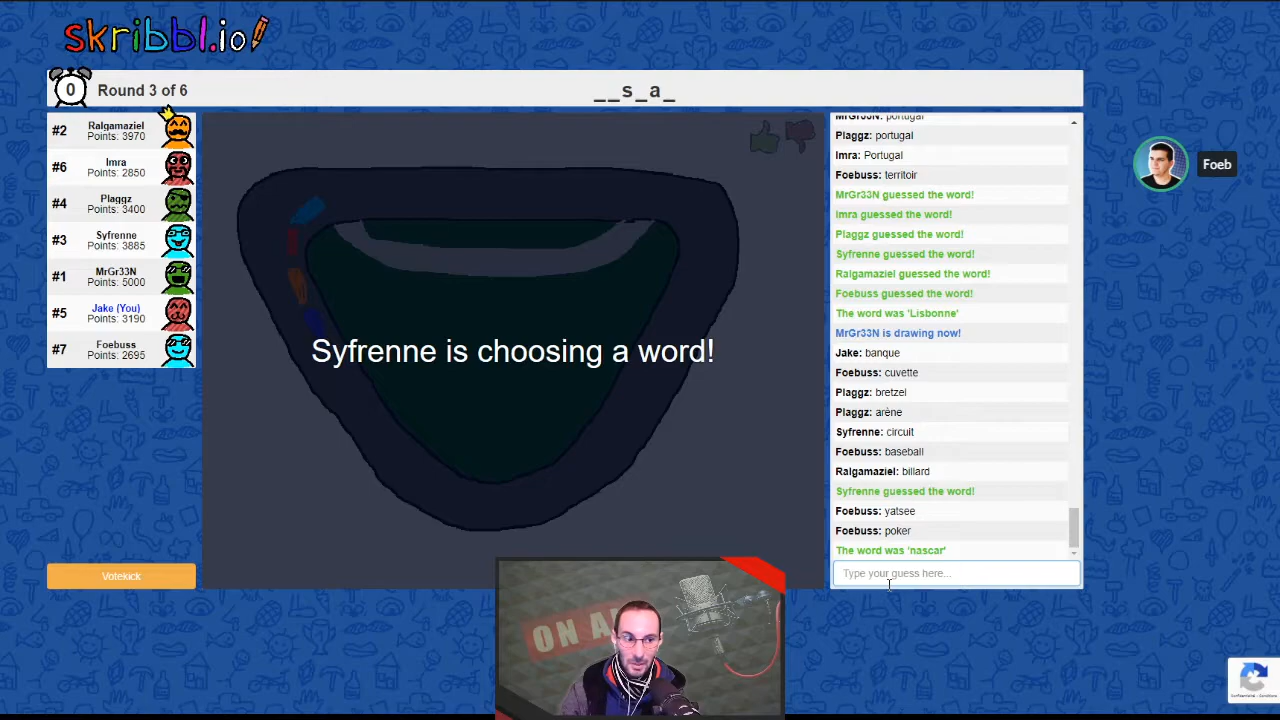 skribbl.io
0
Round 3 of 6
__s_a_
#2
Ralgamaziel
Points: 3970
#6
Imra
Points: 2850
#4
Plaggz
Points: 3400
#3
Syfrenne
Points: 3885
#1
MrGr33N
Points: 5000
#5
Jake (You)
Points: 3190
#7
Foebuss
Points: 2695
Votekick
Syfrenne is choosing a word!
MrGr33N: portugal
Plaggz: portugal
Imra: Portugal
Foebuss: territoir
MrGr33N guessed the word!
Imra guessed the word!
Plaggz guessed the word!
Syfrenne guessed the word!
Ralgamaziel guessed the word!
Foebuss guessed the word!
The word was 'Lisbonne'
MrGr33N is drawing now!
Jake: banque
Foebuss: cuvette
Plaggz: bretzel
Plaggz: arène
Syfrenne: circuit
Foebuss: baseball
Ralgamaziel: billard
Syfrenne guessed the word!
Foebuss: yatsee
Foebuss: poker
The word was 'nascar'
Type your guess here...
Foeb
ON A